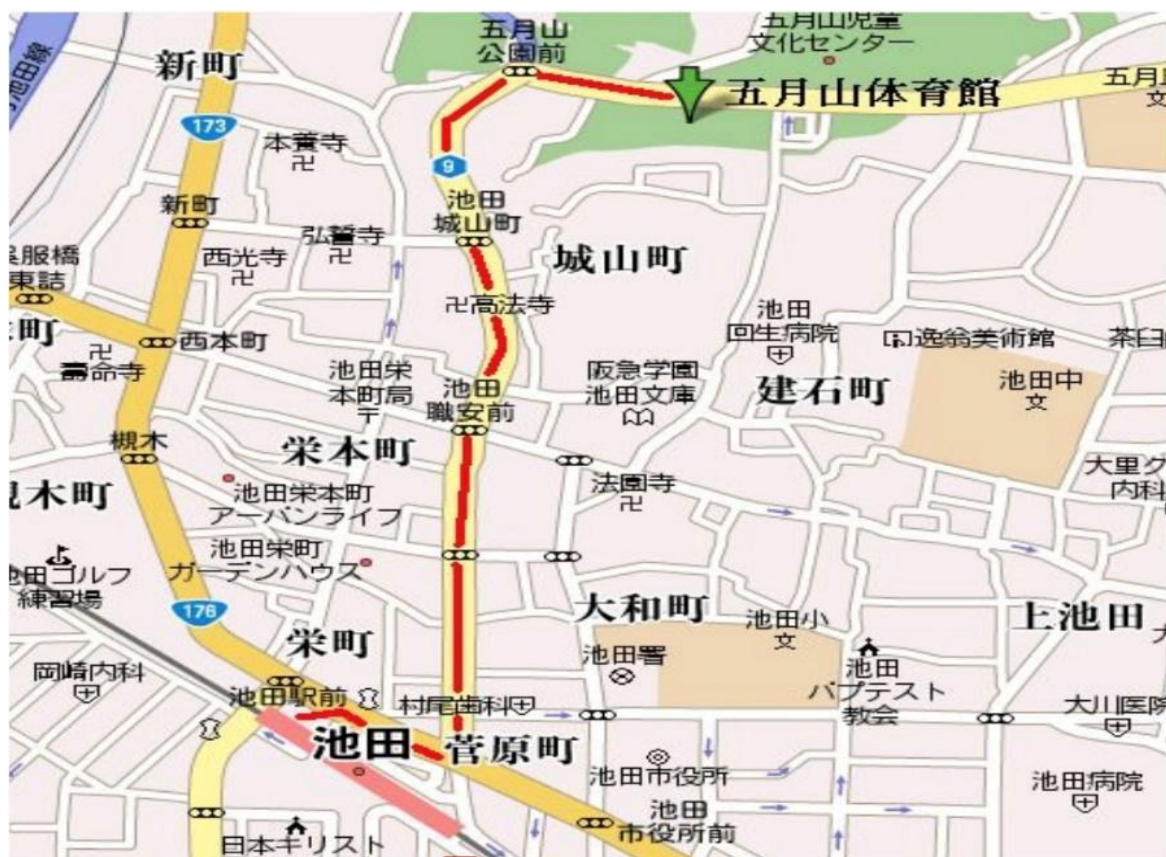 五月山
公園前
五月山児童
文化センター
新町
五月山体育館
173
本養寺
9
池田
城山町
新町
弘誓寺
西光寺
呉服橋
東詰
城山町
高法寺
西本町
壽命寺
池田
回生病院
逸翁美術館
池田栄
本町局
池田
職安前
阪急学園
池田文庫
建石町
池田中
槻木
栄本町
法園寺
池田栄本町
アーバンライフ
池田栄町
ガーデンハウス
池田ゴルフ
練習場
176
栄町
大和町
池田小
上池田
岡崎内科
池田署
池田
バプテスト
教会
池田駅前
村尾歯科
大川医院
池田
菅原町
池田市役所
池田病院
池田
市役所前
日本キリスト